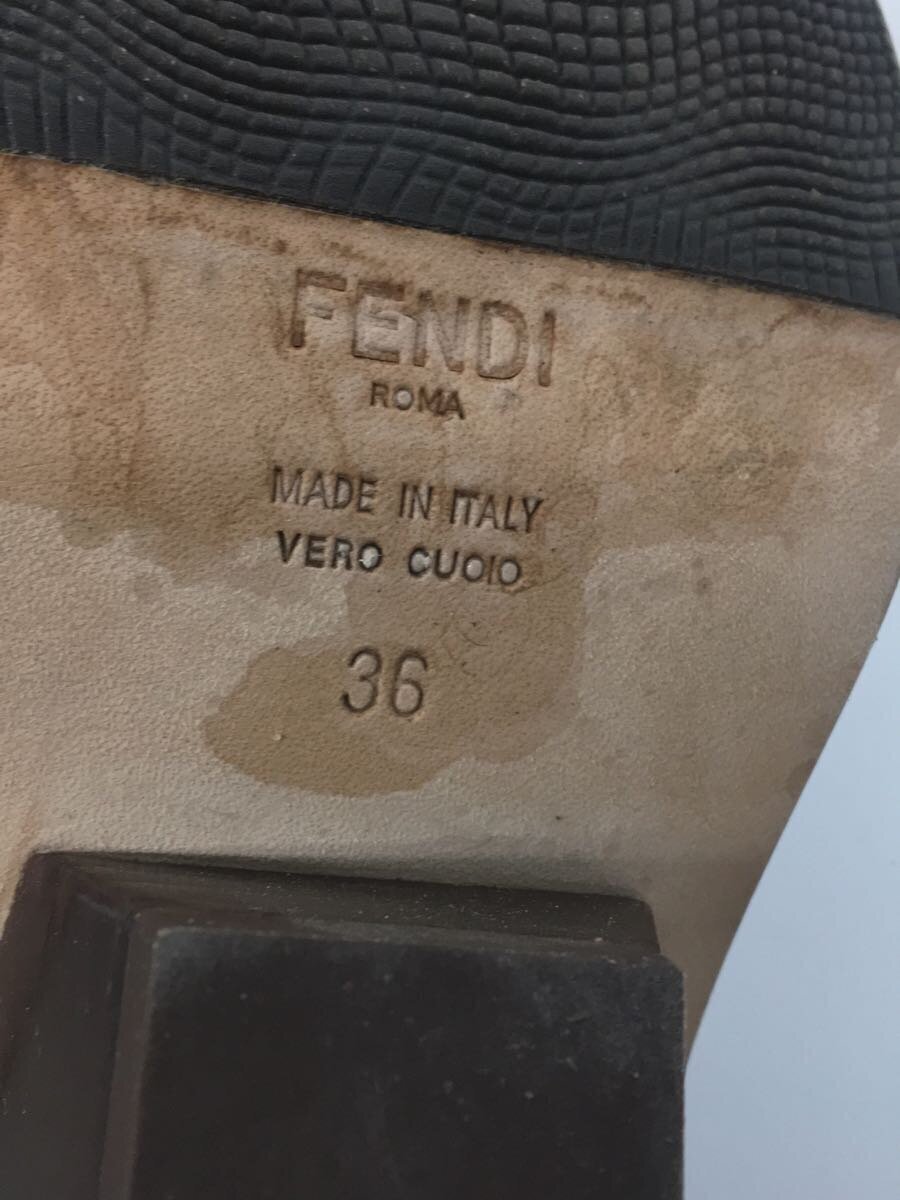 FENDI
ROMA
MADE IN ITALY
VERO CUOIO
36